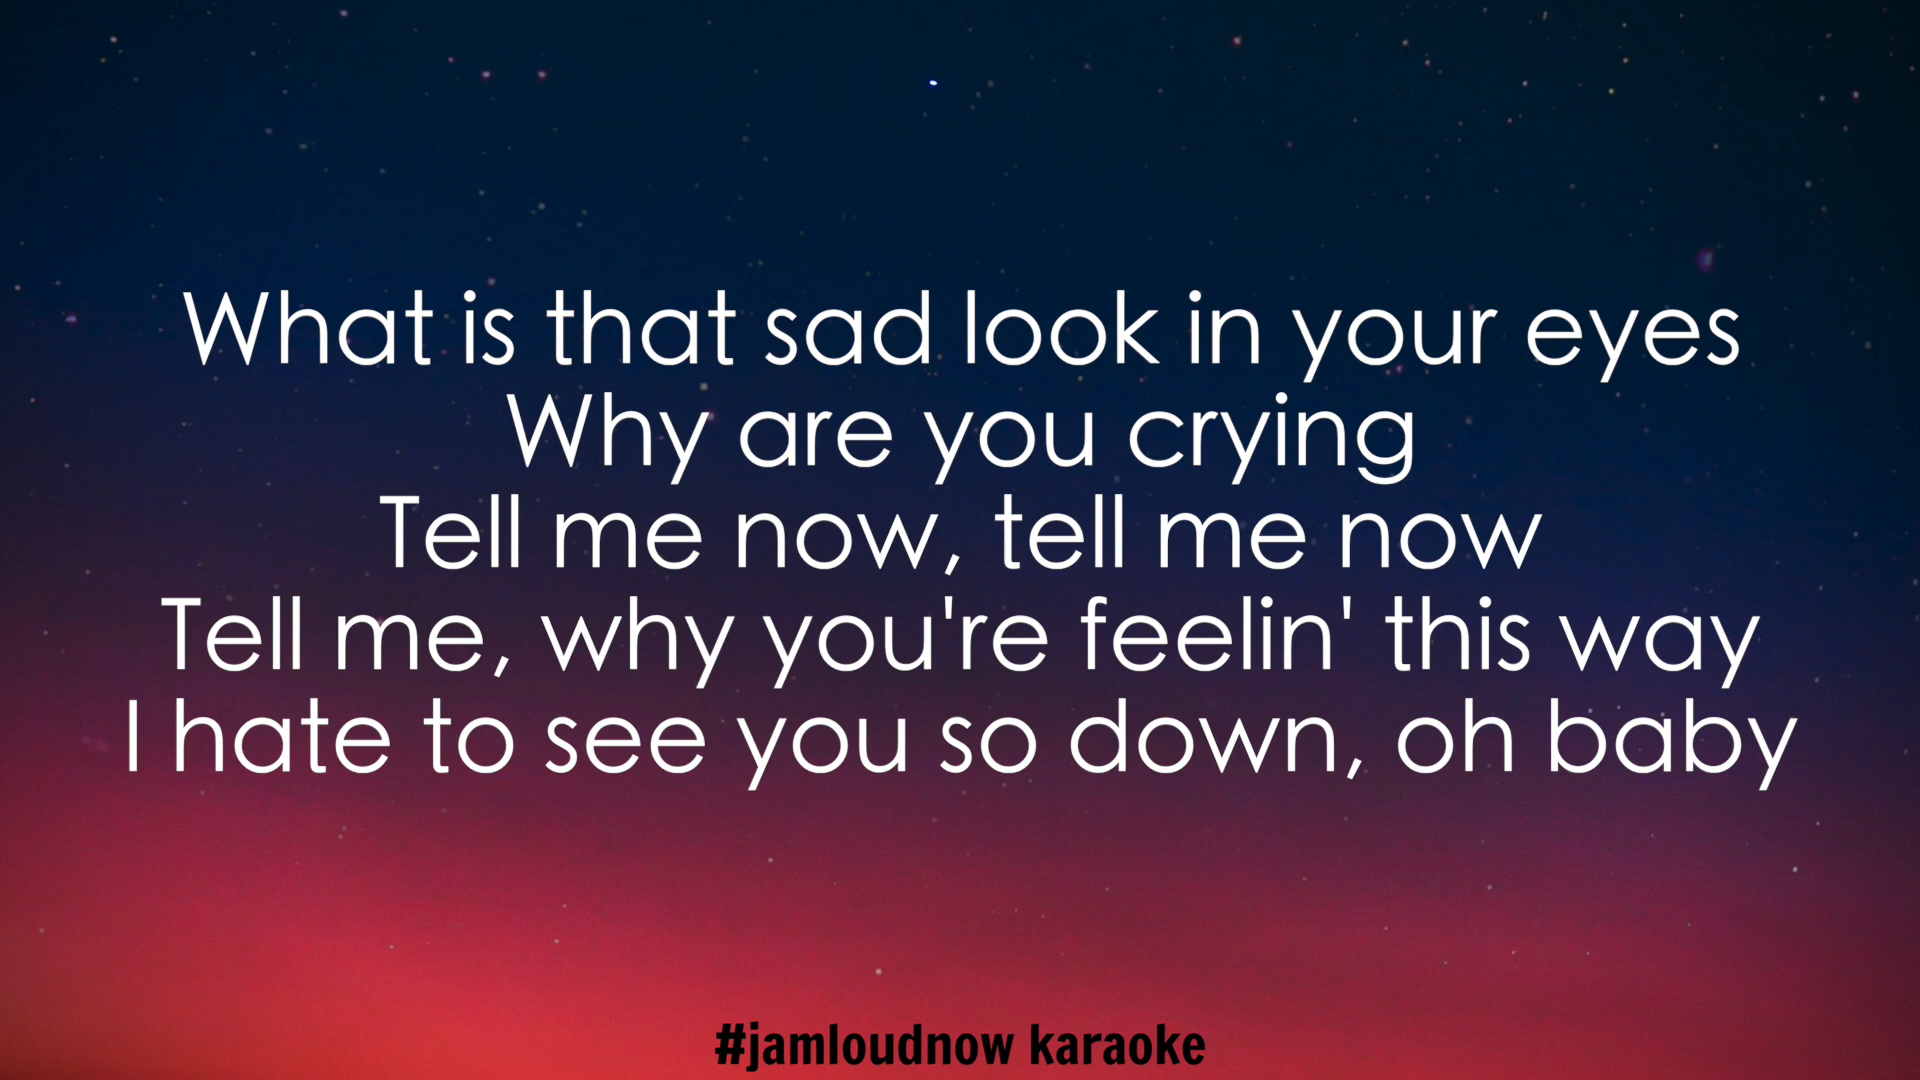 What is that sad look in your eyes
Why are you crying
Tell me now, tell me now
Tell me, why you're feelin' this way
I hate to see you so down, oh baby
#jamloudnow karaoke